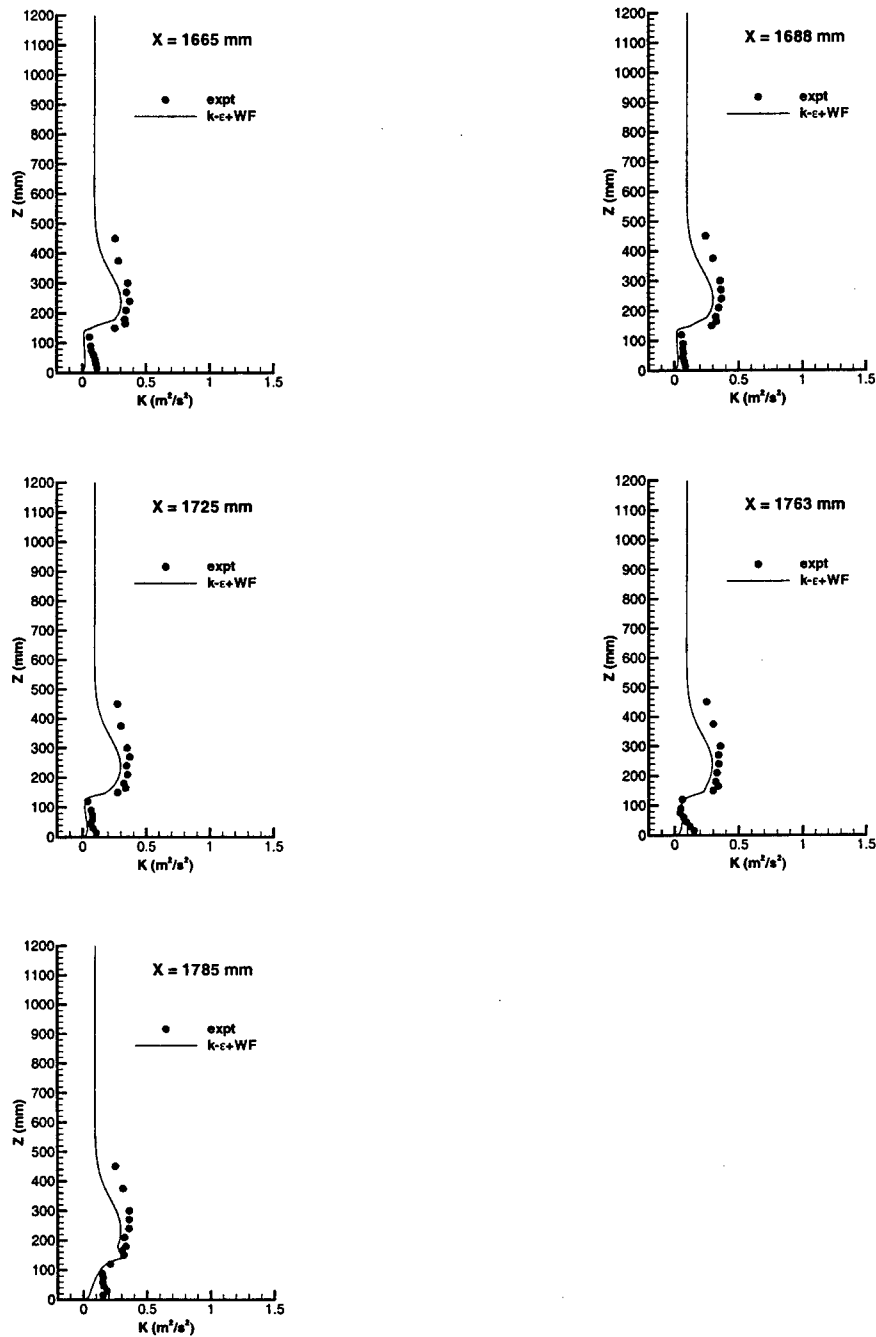 X = 1665 mm
expt
k-ε+WF
Z (mm)
1200
1100
1000
900
800
700
600
500
400
300
200
100
0
0 0.5 1 1.5
K (m²/s²)
X = 1688 mm
expt
k-ε+WF
Z (mm)
1200
1100
1000
900
800
700
600
500
400
300
200
100
0
0 0.5 1 1.5
K (m²/s²)
X = 1725 mm
expt
k-ε+WF
Z (mm)
1200
1100
1000
900
800
700
600
500
400
300
200
100
0
0 0.5 1 1.5
K (m²/s²)
X = 1763 mm
expt
k-ε+WF
Z (mm)
1200
1100
1000
900
800
700
600
500
400
300
200
100
0
0 0.5 1 1.5
K (m²/s²)
X = 1785 mm
expt
k-ε+WF
Z (mm)
1200
1100
1000
900
800
700
600
500
400
300
200
100
0
0 0.5 1 1.5
K (m²/s²)